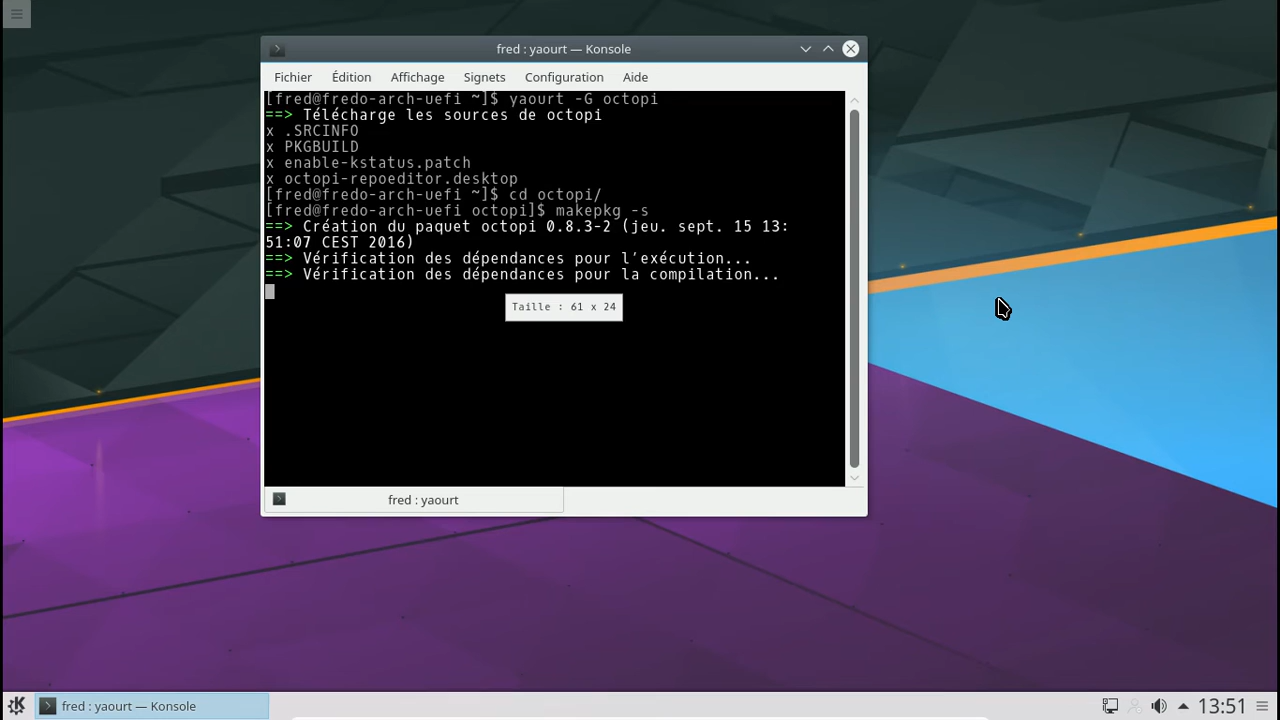 fred : yaourt — Konsole
Fichier Édition Affichage Signets Configuration Aide
[fred@fredo-arch-uefi ~]$ yaourt -G octopi
==> Télécharge les sources de octopi
x .SRCINFO
x PKGBUILD
x enable-kstatus.patch
x octopi-repoeditor.desktop
[fred@fredo-arch-uefi ~]$ cd octopi/
[fred@fredo-arch-uefi octopi]$ makepkg -s
==> Création du paquet octopi 0.8.3-2 (jeu. sept. 15 13:
51:07 CEST 2016)
==> Vérification des dépendances pour l'exécution...
==> Vérification des dépendances pour la compilation...
Taille : 61 x 24
fred : yaourt
fred : yaourt — Konsole
13:51